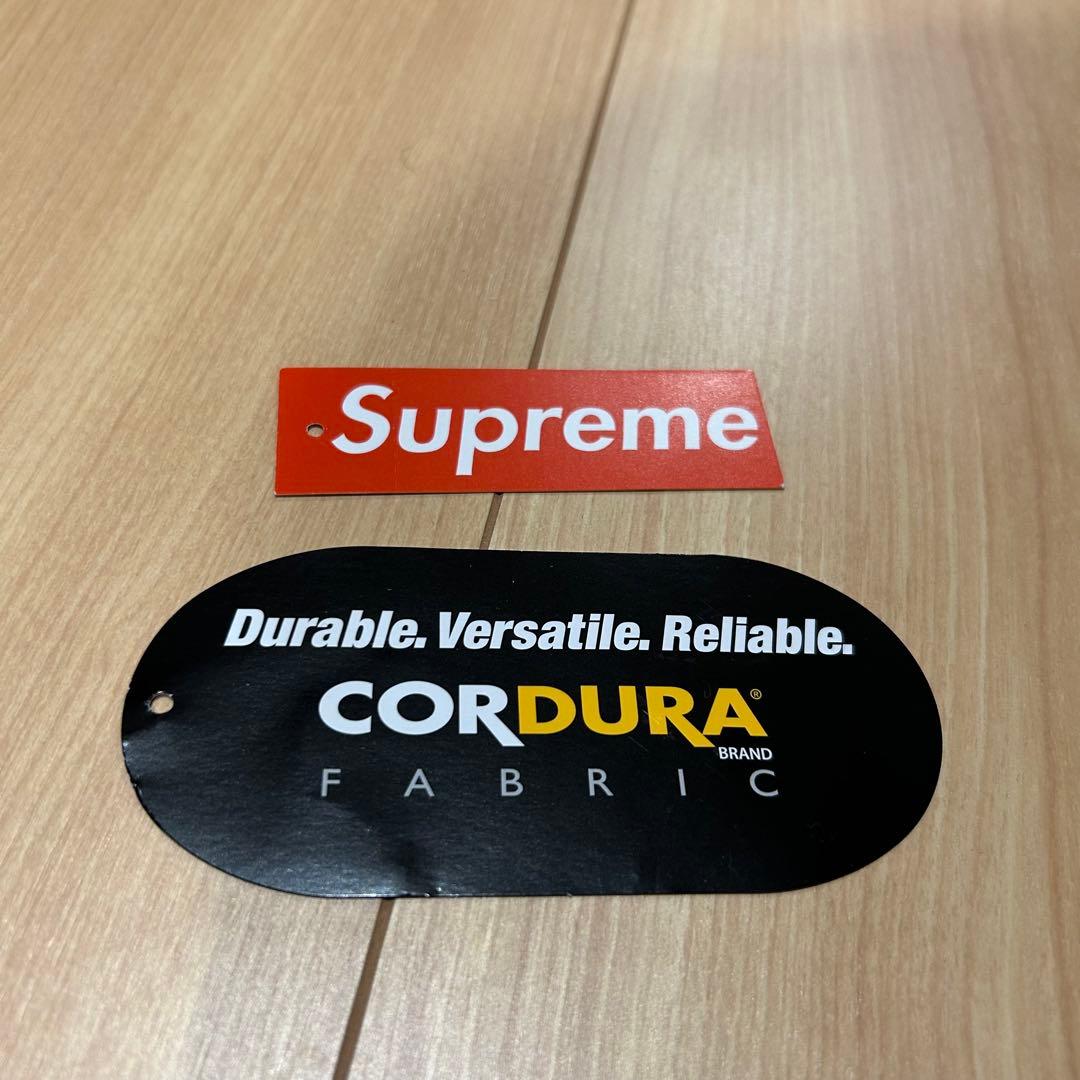 Supreme
Durable. Versatile. Reliable.
CORDURA®
BRAND
FABRIC